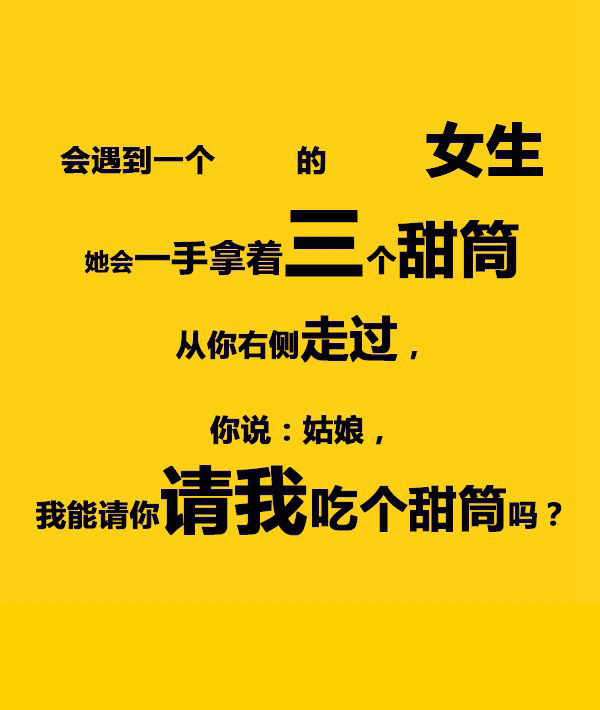 会遇到一个 的 女生
她会一手拿着三个甜筒
从你右侧走过，
你说：姑娘，
我能请你请我吃个甜筒吗？